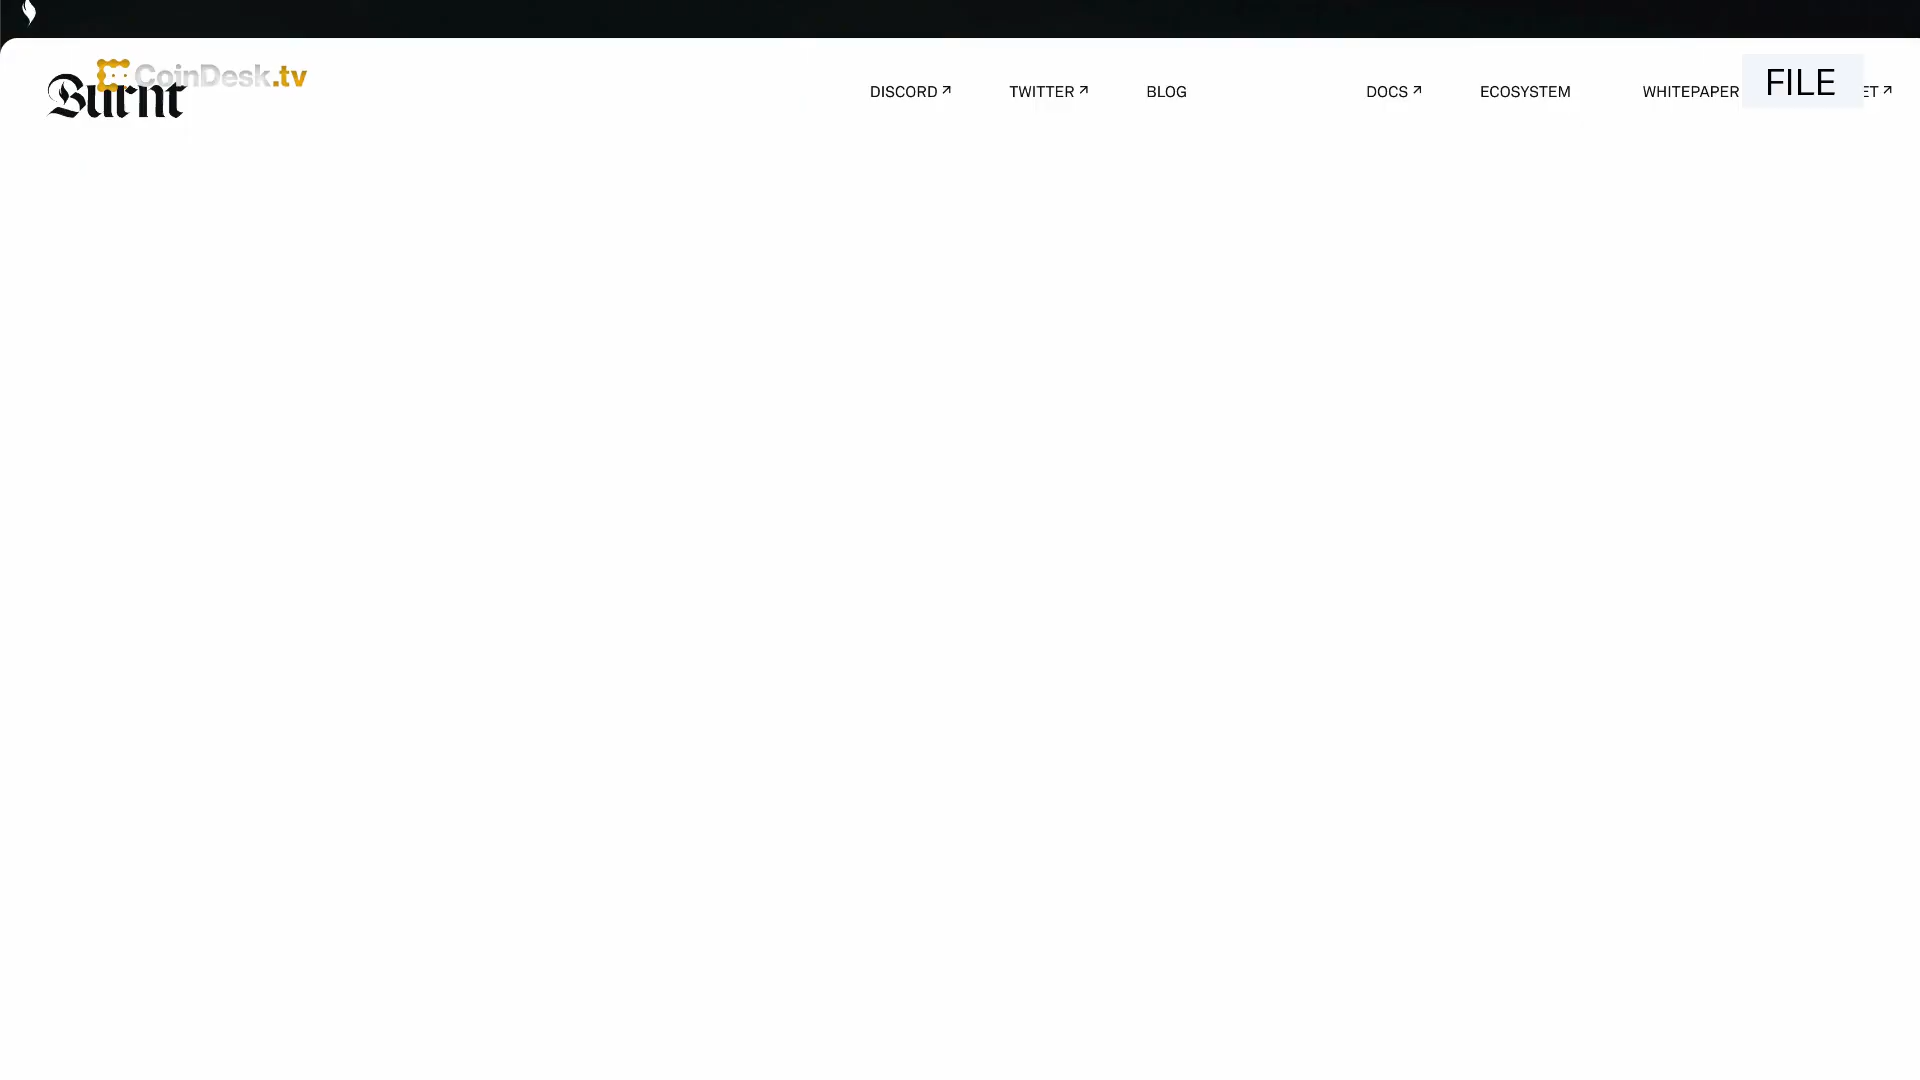 CoinDesk.tv
Burnt
DISCORD TWITTER BLOG DOCS ECOSYSTEM WHITEPAPER FILE